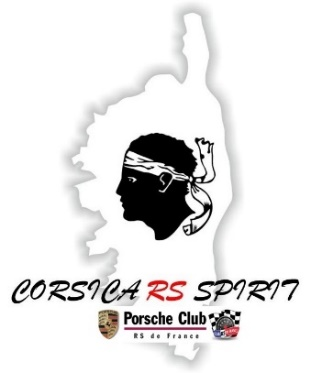 CORSICA RS SPIRIT
Porsche Club
RS de France